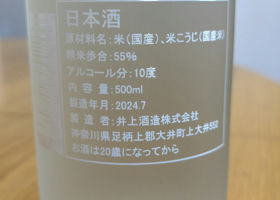 日本酒
原材料名：米（国産）、米こうじ（国産米）
精米歩合：55%
アルコール分：10度
内 容 量：500ml
製造年月：2024.7
製 造 者：井上酒造株式会社
神奈川県足柄上郡大井町上大井552
お酒は20歳になってから